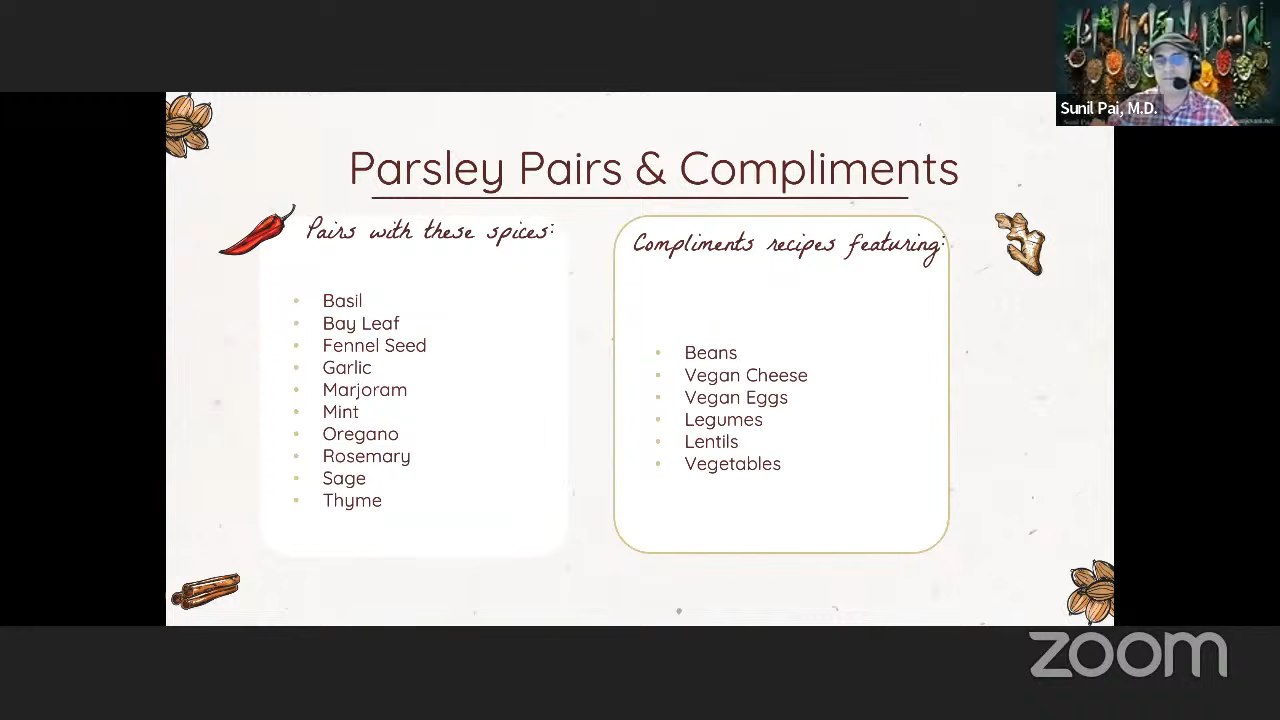 Sunil Pai, M.D.
Parsley Pairs & Compliments
Pairs with these spices:
• Basil
• Bay Leaf
• Fennel Seed
• Garlic
• Marjoram
• Mint
• Oregano
• Rosemary
• Sage
• Thyme
Compliments recipes featuring:
• Beans
• Vegan Cheese
• Vegan Eggs
• Legumes
• Lentils
• Vegetables
zoom